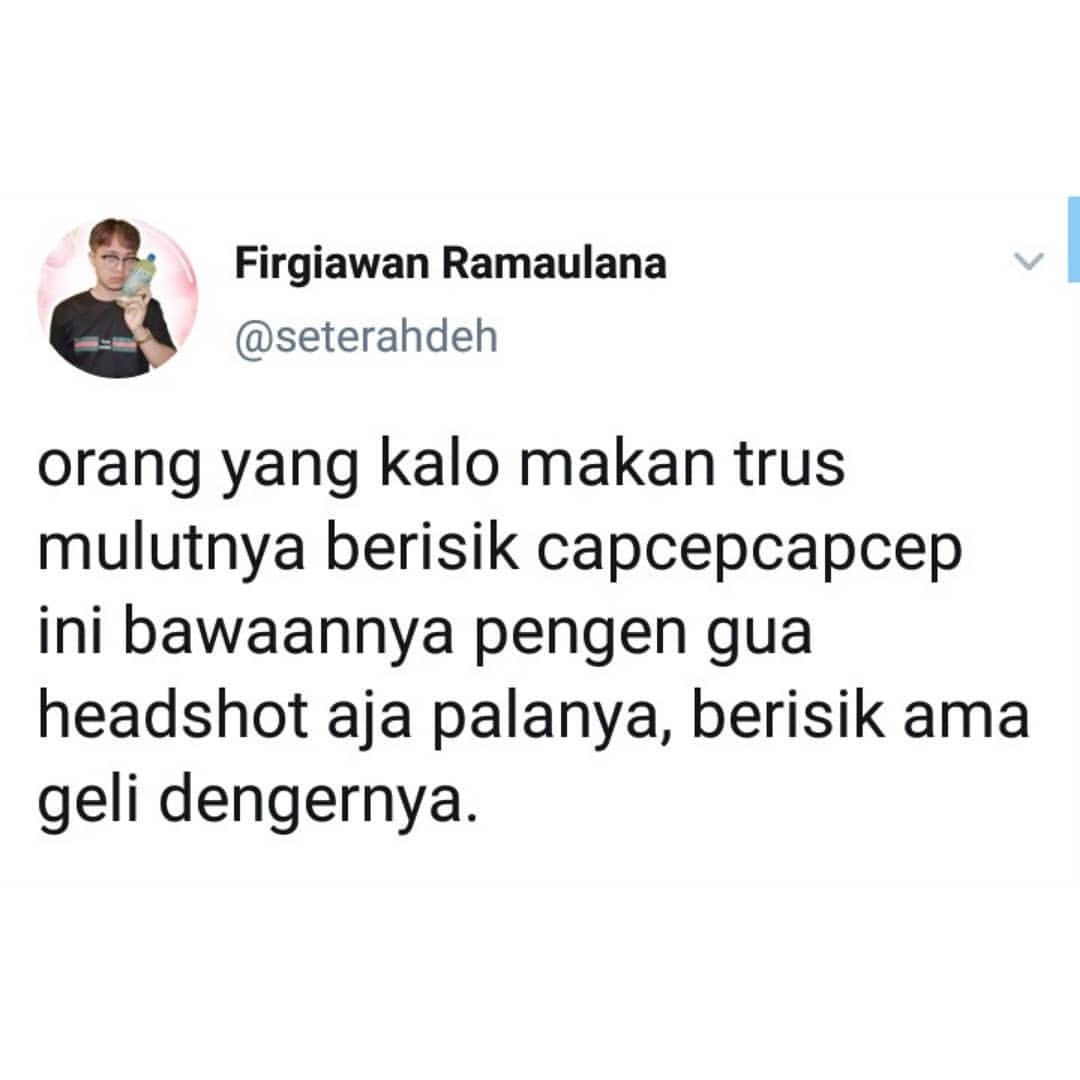 Firgiawan Ramaulana
@seterahdeh
orang yang kalo makan trus
mulutnya berisik capcepcapcep
ini bawaannya pengen gua
headshot aja palanya, berisik ama
geli dengernya.